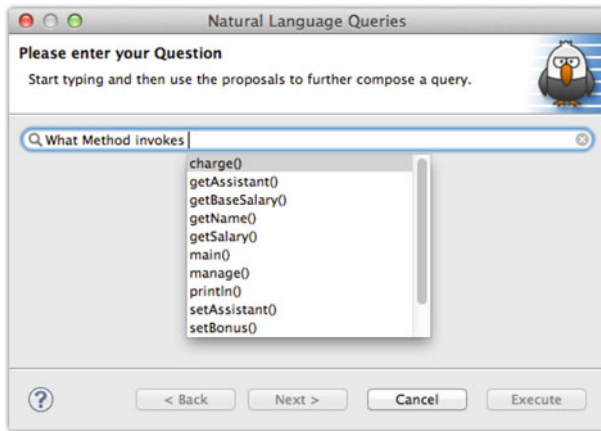 Natural Language Queries
Please enter your Question
Start typing and then use the proposals to further compose a query.
What Method invokes
charge()
getAssistant()
getBaseSalary()
getName()
getSalary()
main()
manage()
println()
setAssistant()
setBonus()
? < Back Next > Cancel Execute